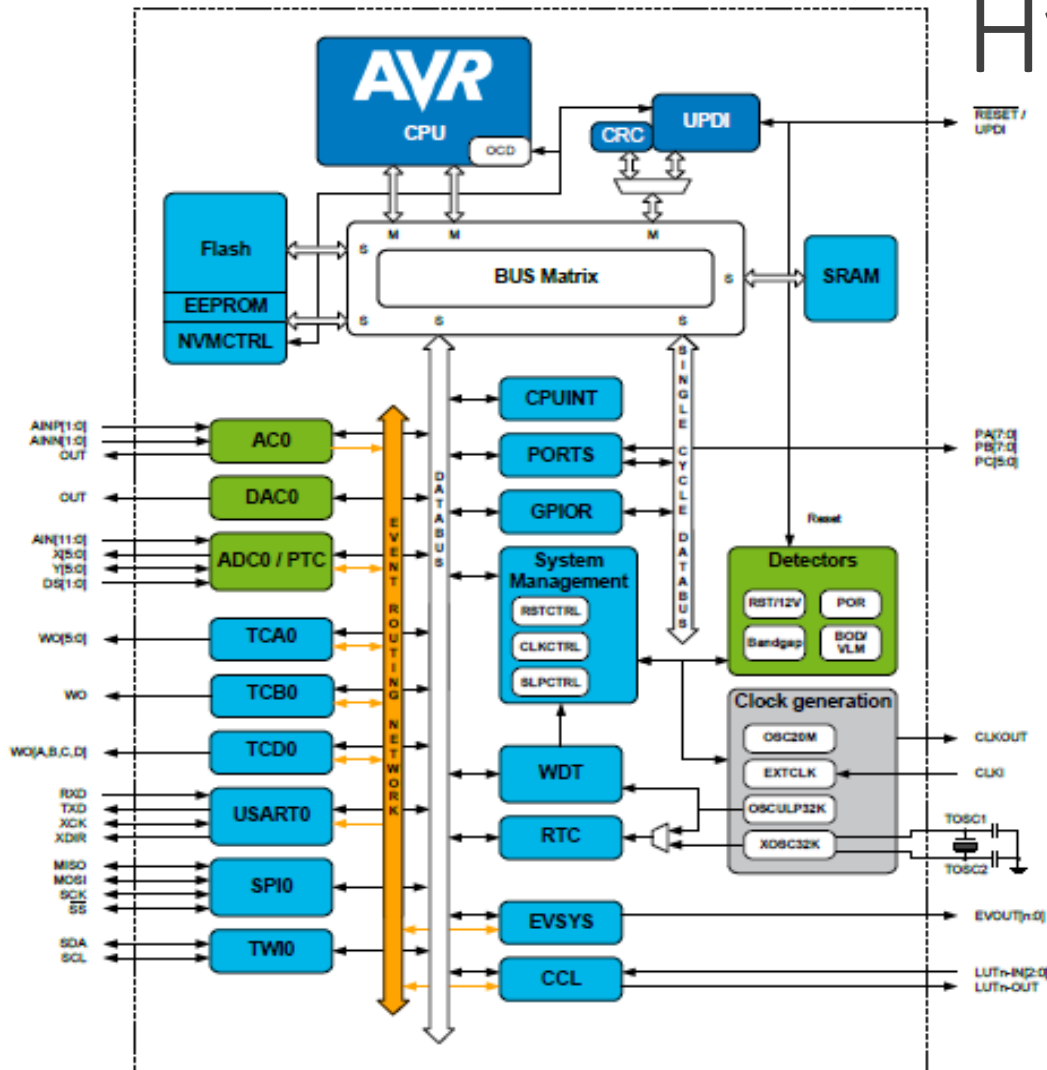 H
AVR
CPU
OCD
CRC
UPDI
RESET /
UPDI
Flash
EEPROM
NVMCTRL
M
M
M
S
BUS Matrix
S
S
S
S
SRAM
SINGLE CYCLE DATABUS
DATABUS
EVENT ROUTING NETWORK
CPUINT
PORTS
GPIOR
PA[7:0]
PB[7:0]
PC[5:0]
AINP[1:0]
AINN[1:0]
OUT
AC0
OUT
DAC0
AIN[11:0]
X[5:0]
Y[5:0]
DS[1:0]
ADC0 / PTC
WO[5:0]
TCA0
WO
TCB0
WO[A,B,C,D]
TCD0
RXD
TXD
XCK
XDIR
USART0
MISO
MOSI
SCK
SS
SPI0
SDA
SCL
TWI0
System
Management
RSTCTRL
CLKCTRL
SLPCTRL
Reset
Detectors
RST/12V
POR
Bandgap
BOD/
VLM
Clock generation
OSC20M
EXTCLK
OSCULP32K
XOSC32K
CLKOUT
CLKI
TOSC1
TOSC2
WDT
RTC
EVSYS
EVOUT[n:0]
CCL
LUTn-IN[2:0]
LUTn-OUT